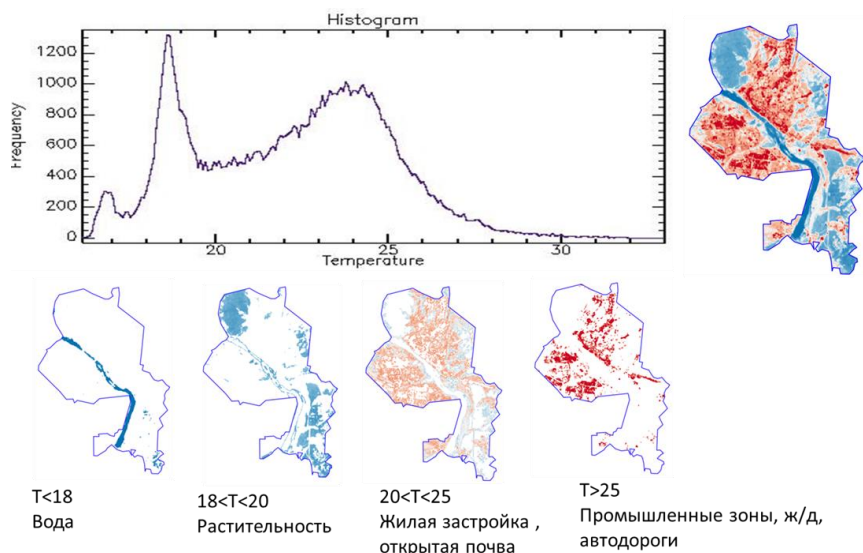 Histogram
1200
1000
800
600
400
200
0
Frequency
20 25 30
Temperature
T<18
Вода
18<T<20
Растительность
20<T<25
Жилая застройка ,
открытая почва
T>25
Промышленные зоны, ж/д,
автодороги